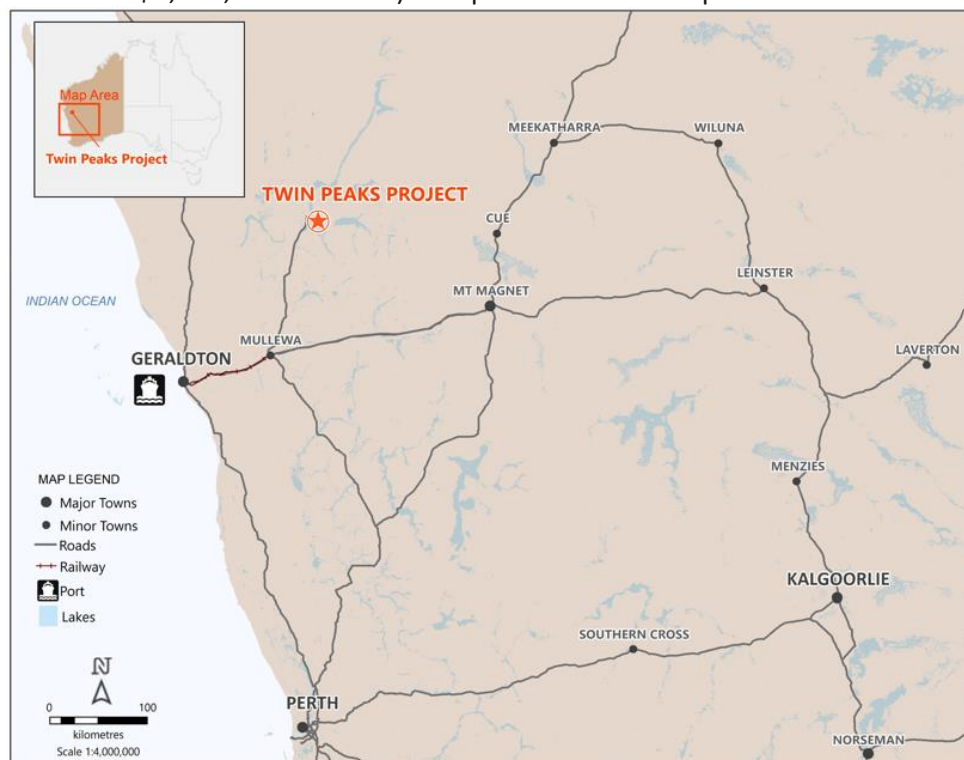 Map Area
Twin Peaks Project
MEEKATHARRA
WILUNA
TWIN PEAKS PROJECT
CUE
LEINSTER
MT MAGNET
INDIAN OCEAN
MULLEWA
LAVERTON
GERALDTON
MENZIES
MAP LEGEND
Major Towns
Minor Towns
Roads
Railway
Port
Lakes
KALGOORLIE
SOUTHERN CROSS
N
PERTH
0 100
kilometres
Scale 1:4,000,000
NORSEMAN